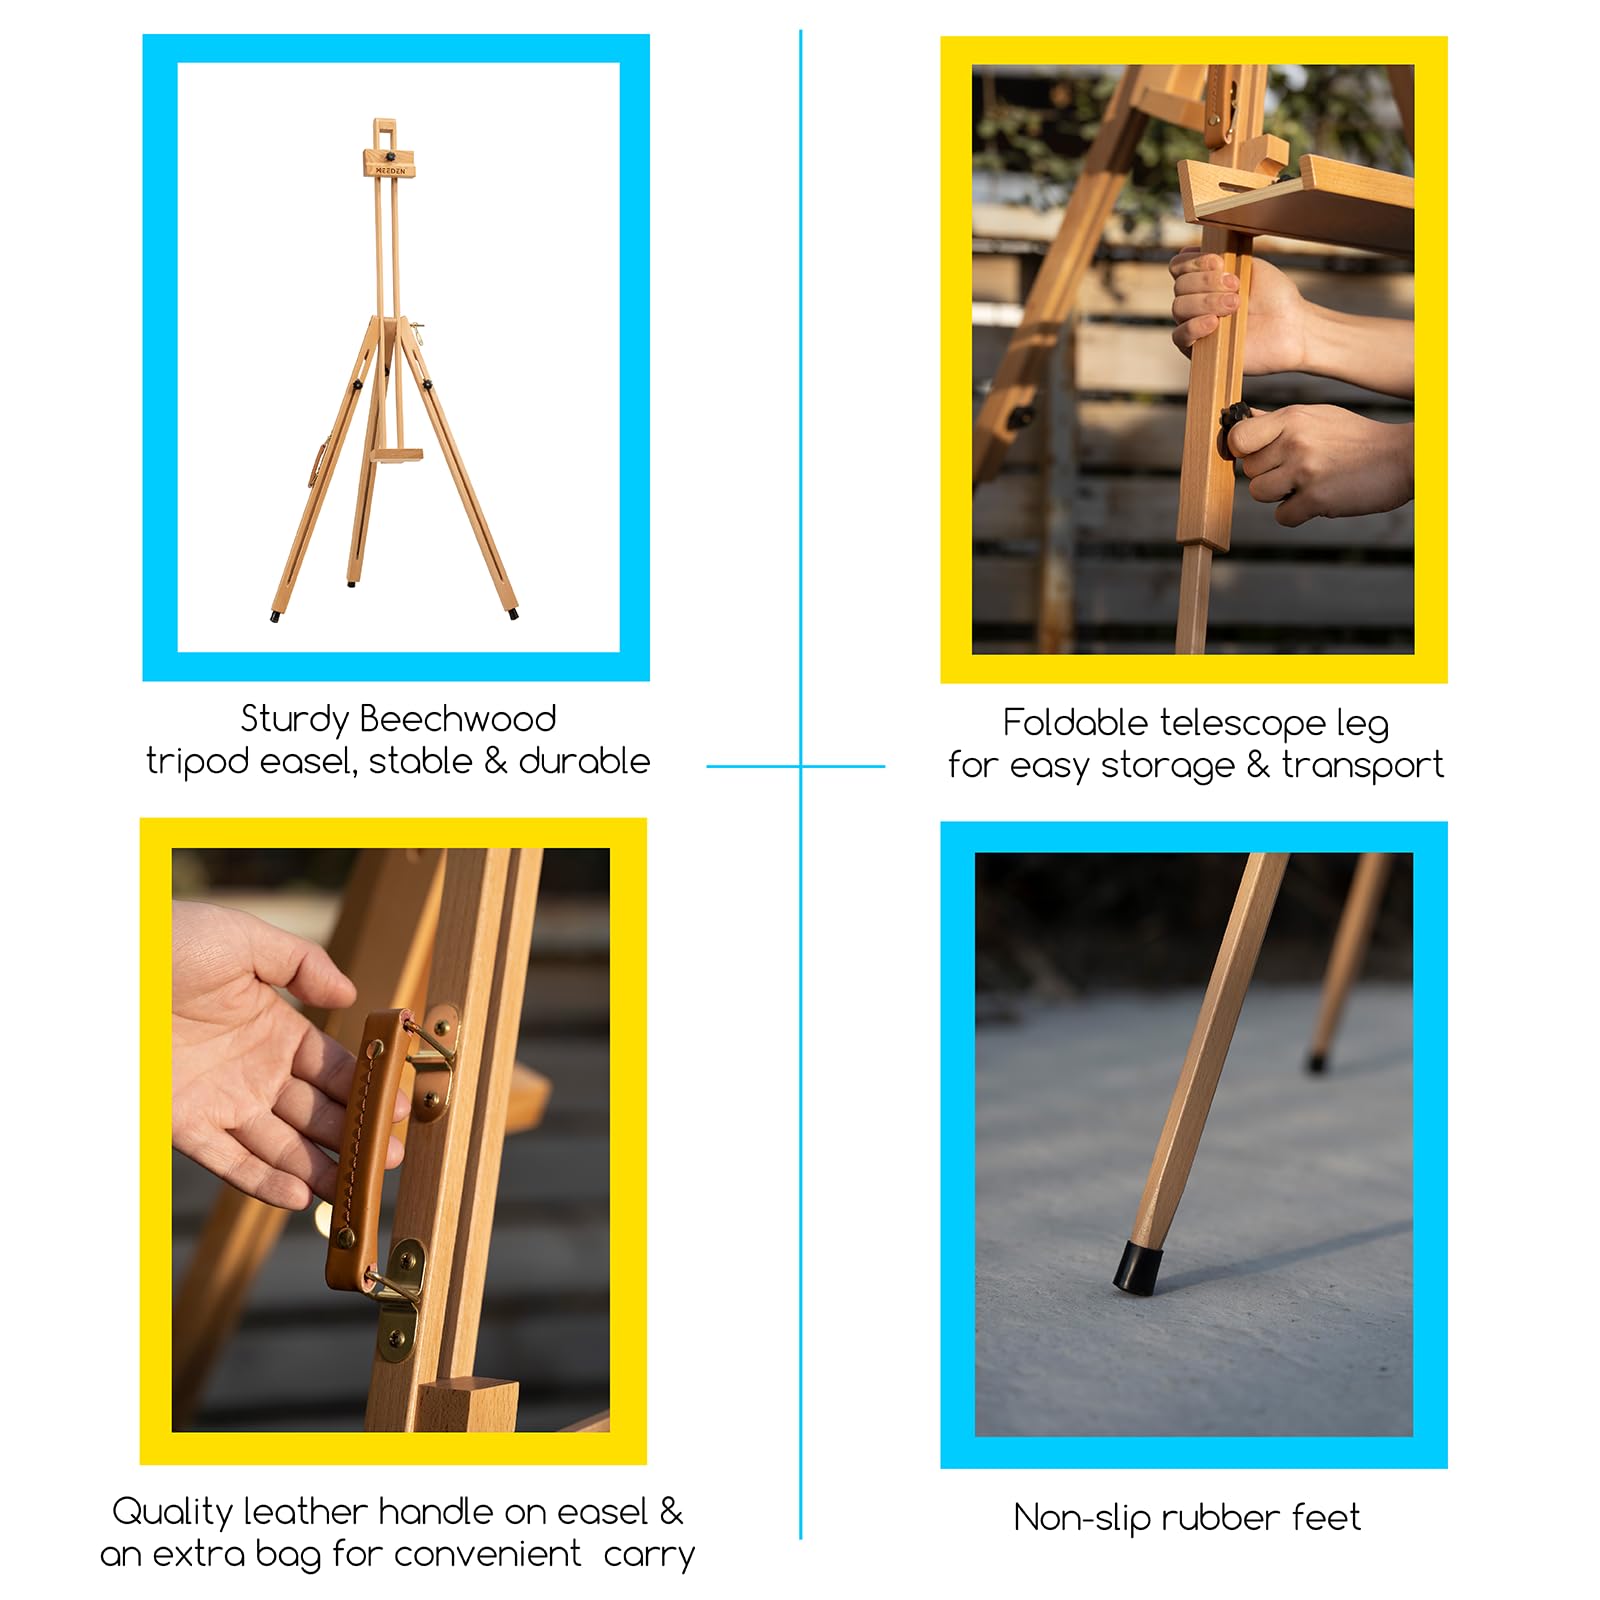 MEEDEN
Sturdy Beechwood
tripod easel, stable & durable
Foldable telescope leg
for easy storage & transport
Quality leather handle on easel &
an extra bag for convenient carry
Non-slip rubber feet